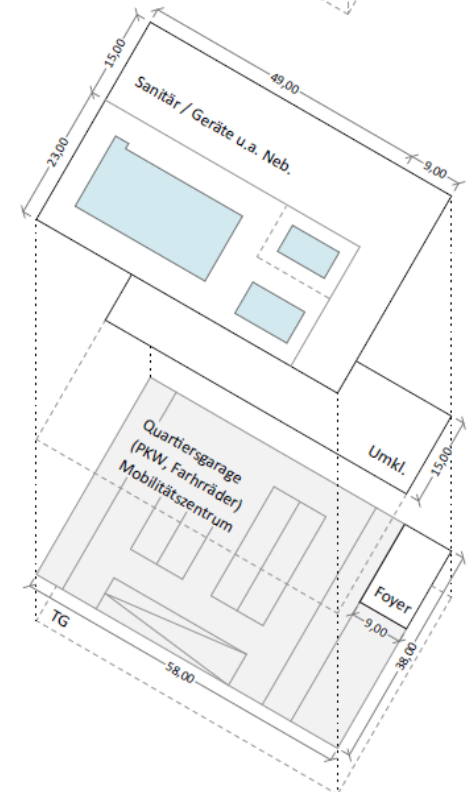 15,00
49,00
9,00
23,00
Sanitär / Geräte u.a. Neb.
Umkl.
15,00
Quartiersgarage
(PKW, Farhrräder)
Mobilitätszentrum
Foyer
9,00
38,00
TG
58,00